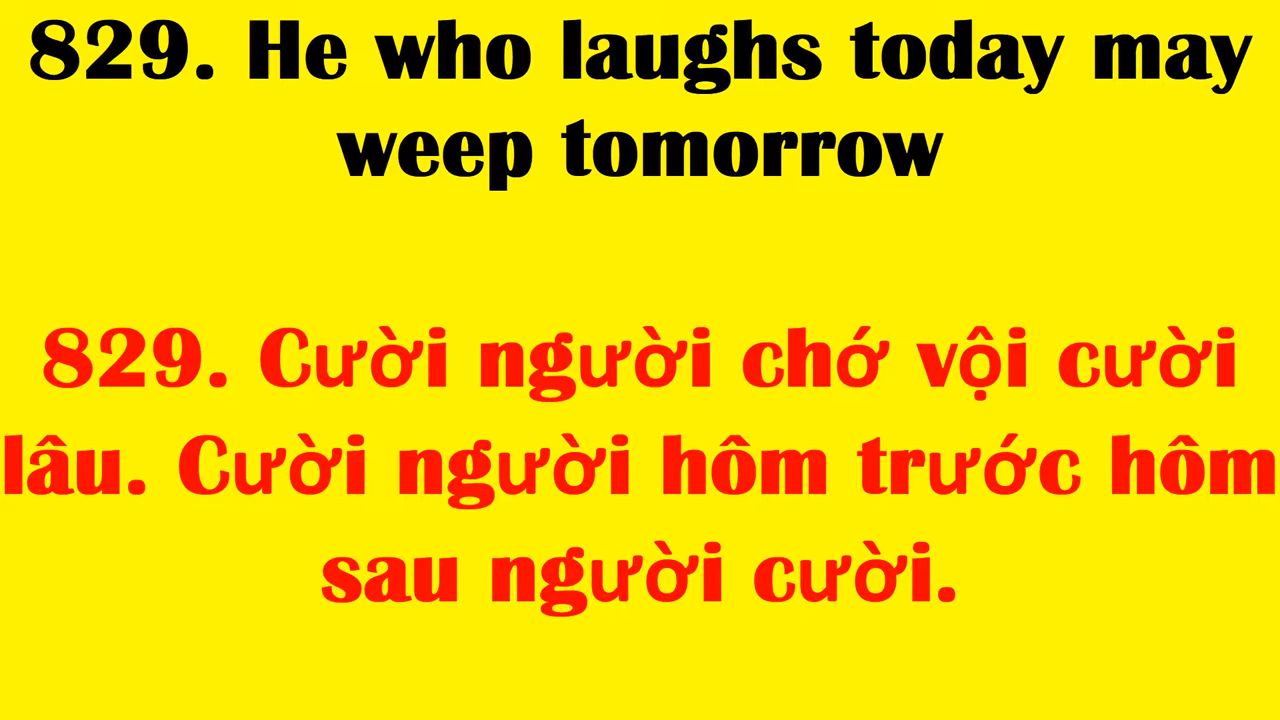 829. He who laughs today may
weep tomorrow
829. Cười người chớ vội cười
lâu. Cười người hôm trước hôm
sau người cười.